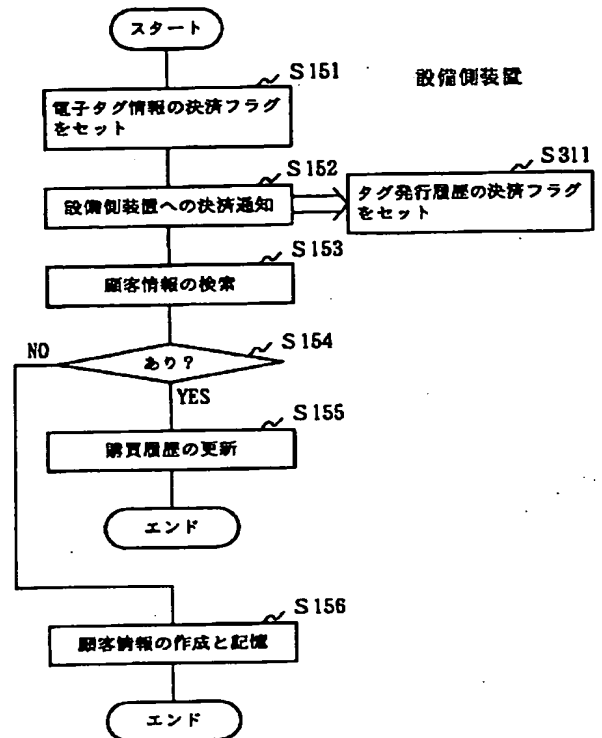 スタート
S151
設備側装置
電子タグ情報の決済フラグ
をセット
S152
S311
設備側装置への決済通知
タグ発行履歴の決済フラグ
をセット
S153
顧客情報の検索
S154
NO
あり?
YES
S155
購買履歴の更新
エンド
S156
顧客情報の作成と記憶
エンド